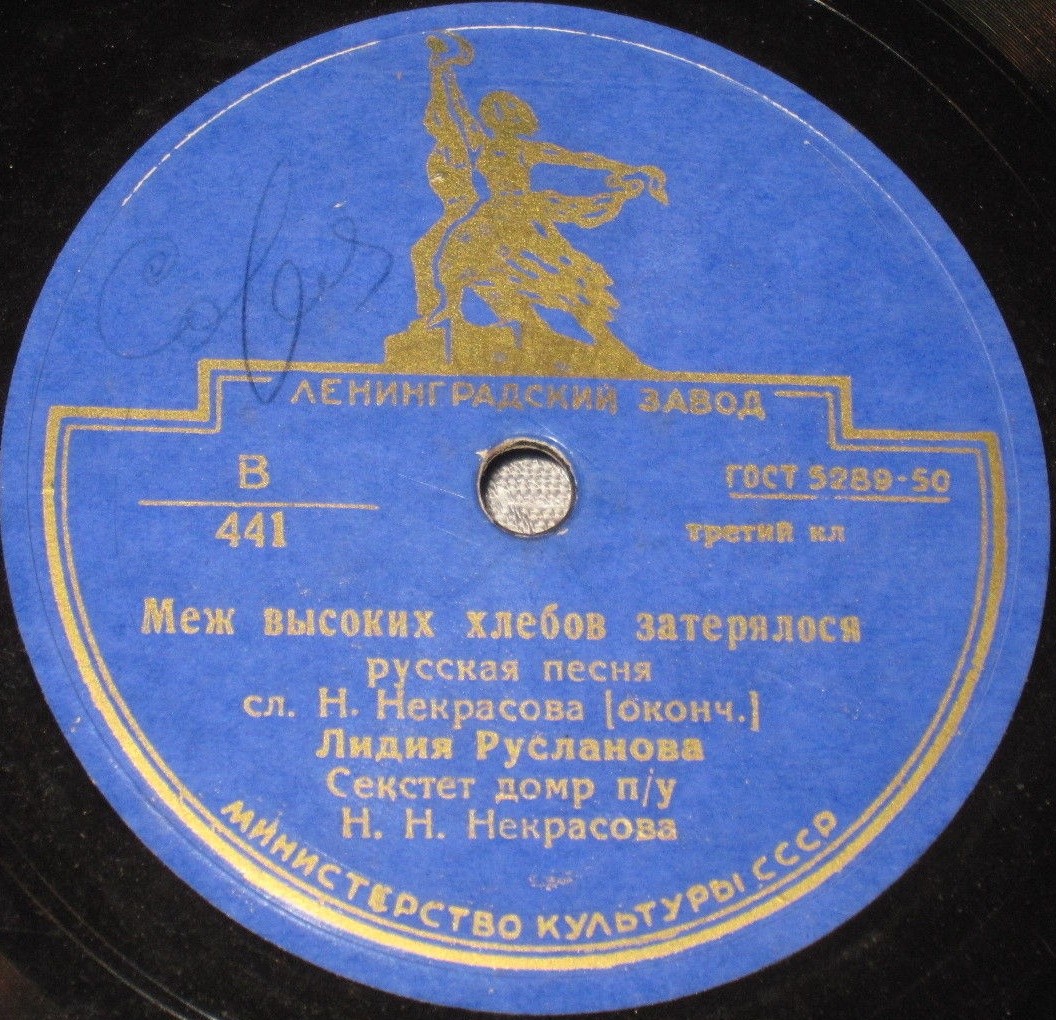 ЛЕНИНГРАДСКИЙ ЗАВОД
В
441
ГОСТ 5289-50
третий кл
Меж высоких хлебов затерялося
русская песня
сл. Н. Некрасова [оконч.]
Лидия Русланова
Секстет домр п/у
Н. Н. Некрасова
МИНИСТЕРСТВО КУЛЬТУРЫ СССР